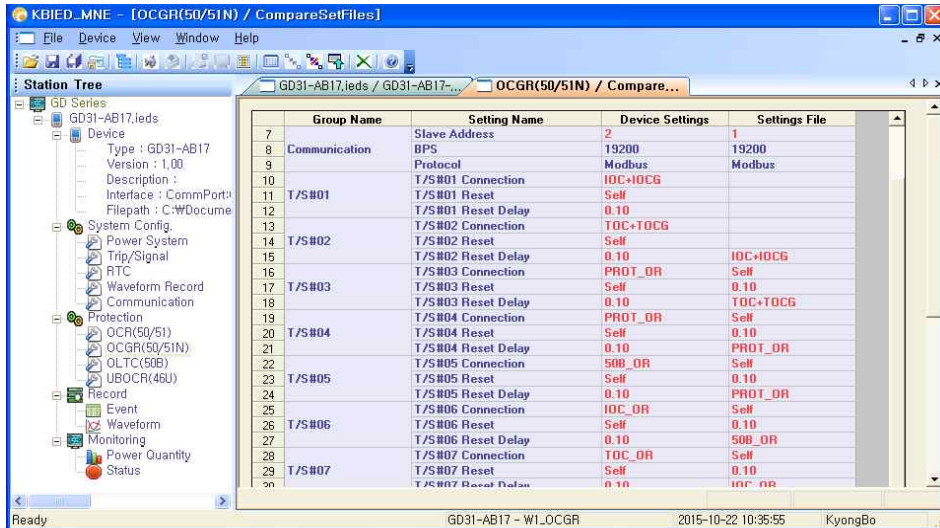 KBIED_MNE - [OCGR(50/51N) / CompareSetFiles]
File Device View Window Help
Station Tree
GD31-AB17.ieds / GD31-AB17-... OCGR(50/51N) / Compare...
GD Series
GD31-AB17.ieds
Device
Type : GD31-AB17
Version : 1.00
Description :
Interface : CommPort:
Filepath : C:₩Docume
System Config.
Power System
Trip/Signal
RTC
Waveform Record
Communication
Protection
OCR(50/51)
OCGR(50/51N)
OLTC(50B)
UBOCR(46U)
Record
Event
Waveform
Monitoring
Power Quantity
Status
Group Name Setting Name Device Settings Settings File
7 Slave Address 2 1
8 Communication BPS 19200 19200
9 Protocol Modbus Modbus
10 T/S#01 Connection IOC+IOCG
11 T/S#01 T/S#01 Reset Self
12 T/S#01 Reset Delay 0.10
13 T/S#02 Connection TOC+TOCG
14 T/S#02 T/S#02 Reset Self
15 T/S#02 Reset Delay 0.10 IOC+IOCG
16 T/S#03 Connection PROT_OR Self
17 T/S#03 T/S#03 Reset Self 0.10
18 T/S#03 Reset Delay 0.10 TOC+TOCG
19 T/S#04 Connection PROT_OR Self
20 T/S#04 T/S#04 Reset Self 0.10
21 T/S#04 Reset Delay 0.10 PROT_OR
22 T/S#05 Connection 50B_OR Self
23 T/S#05 T/S#05 Reset Self 0.10
24 T/S#05 Reset Delay 0.10 PROT_OR
25 T/S#06 Connection IOC_OR Self
26 T/S#06 T/S#06 Reset Self 0.10
27 T/S#06 Reset Delay 0.10 50B_OR
28 T/S#07 Connection TOC_OR Self
29 T/S#07 T/S#07 Reset Self 0.10
30 T/S#07 Reset Delay 0.10 IOC_OR
Ready GD31-AB17 - W1_OCGR 2015-10-22 10:35:55 KyongBo